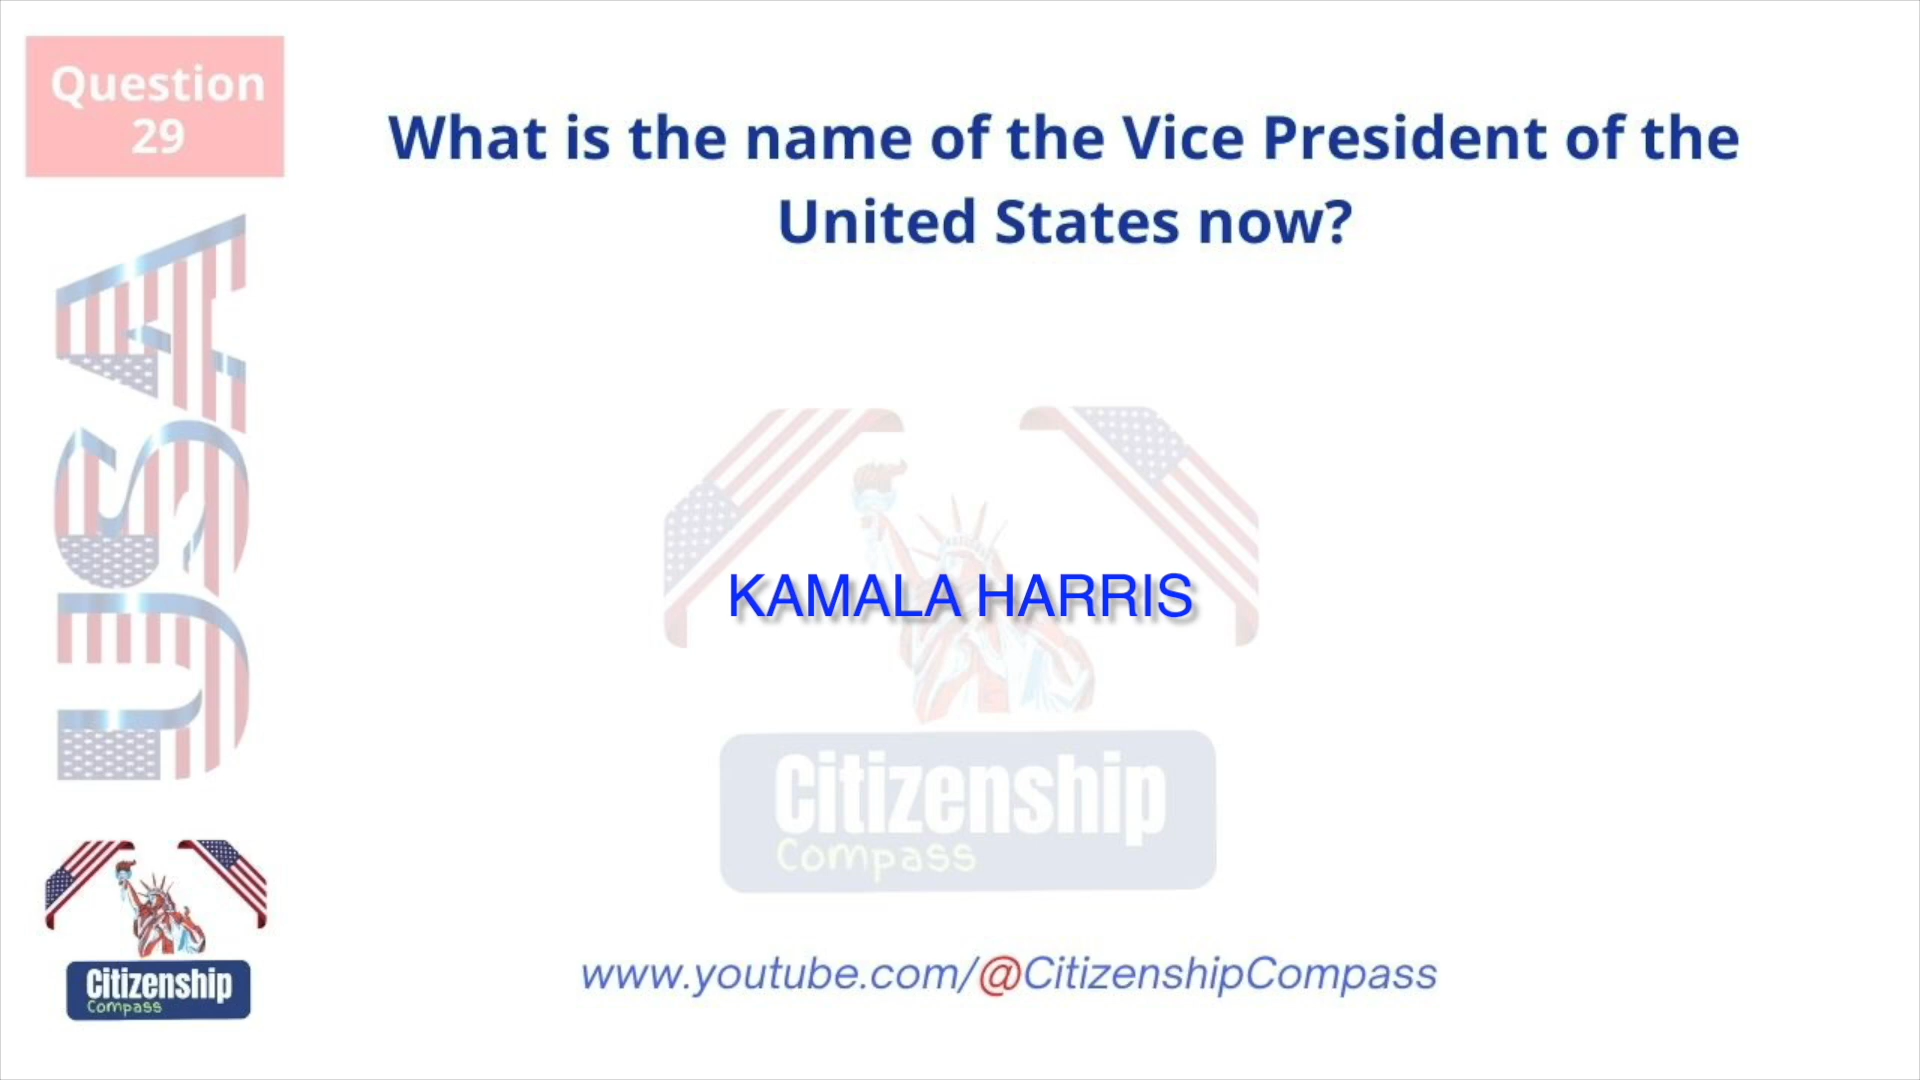 Question
29
What is the name of the Vice President of the
United States now?
KAMALA HARRIS
USA
Citizenship
Compass
Citizenship
Compass
www.youtube.com/@CitizenshipCompass